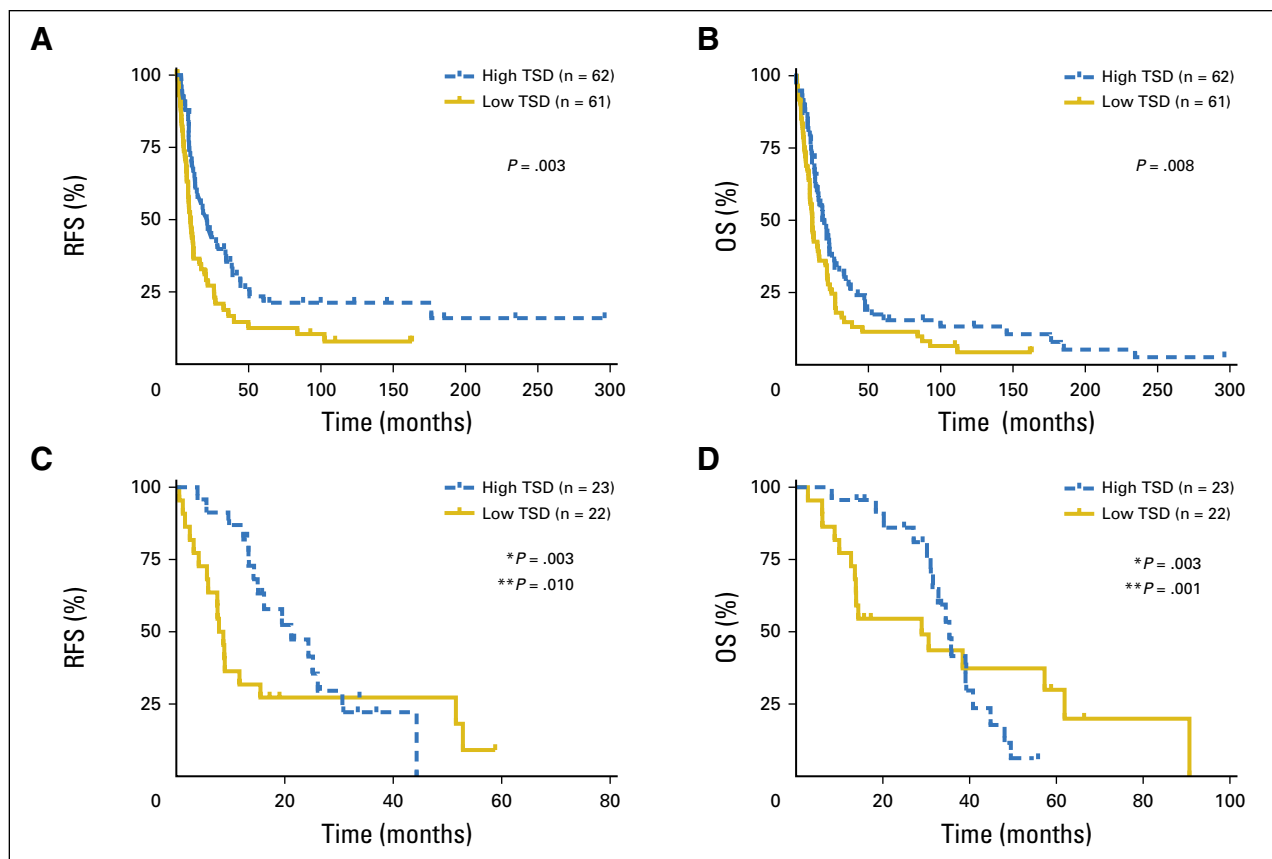 A
100
75
50
25
0
50
100
150
200
250
300
RFS (%)
Time (months)
High TSD (n = 62)
Low TSD (n = 61)
P = .003
B
100
75
50
25
0
50
100
150
200
250
300
OS (%)
Time (months)
High TSD (n = 62)
Low TSD (n = 61)
P = .008
C
100
75
50
25
0
20
40
60
80
RFS (%)
Time (months)
High TSD (n = 23)
Low TSD (n = 22)
*P = .003
**P = .010
D
100
75
50
25
0
20
40
60
80
100
OS (%)
Time (months)
High TSD (n = 23)
Low TSD (n = 22)
*P = .003
**P = .001